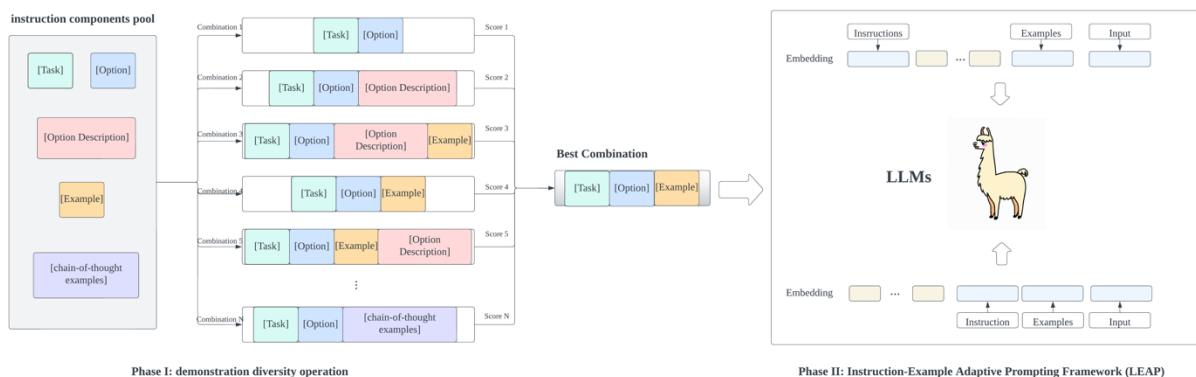 instruction components pool
[Task]
[Option]
[Option Description]
[Example]
[chain-of-thought
examples]
Combination 1
[Task] [Option]
Score 1
Combination 2
[Task] [Option] [Option Description]
Score 2
Combination 3
[Task] [Option] [Option
Description] [Example]
Score 3
Combination 4
[Task] [Option] [Example]
Score 4
Combination 5
[Task] [Option] [Example] [Option
Description]
Score 5
...
Combination N
[Task] [Option] [chain-of-thought
examples]
Score N
Best Combination
[Task] [Option] [Example]
Phase I: demonstration diversity operation
Insrructions
Examples
Input
Embedding
...
LLMs
Embedding
...
Instruction
Examples
Input
Phase II: Instruction-Example Adaptive Prompting Framework (LEAP)